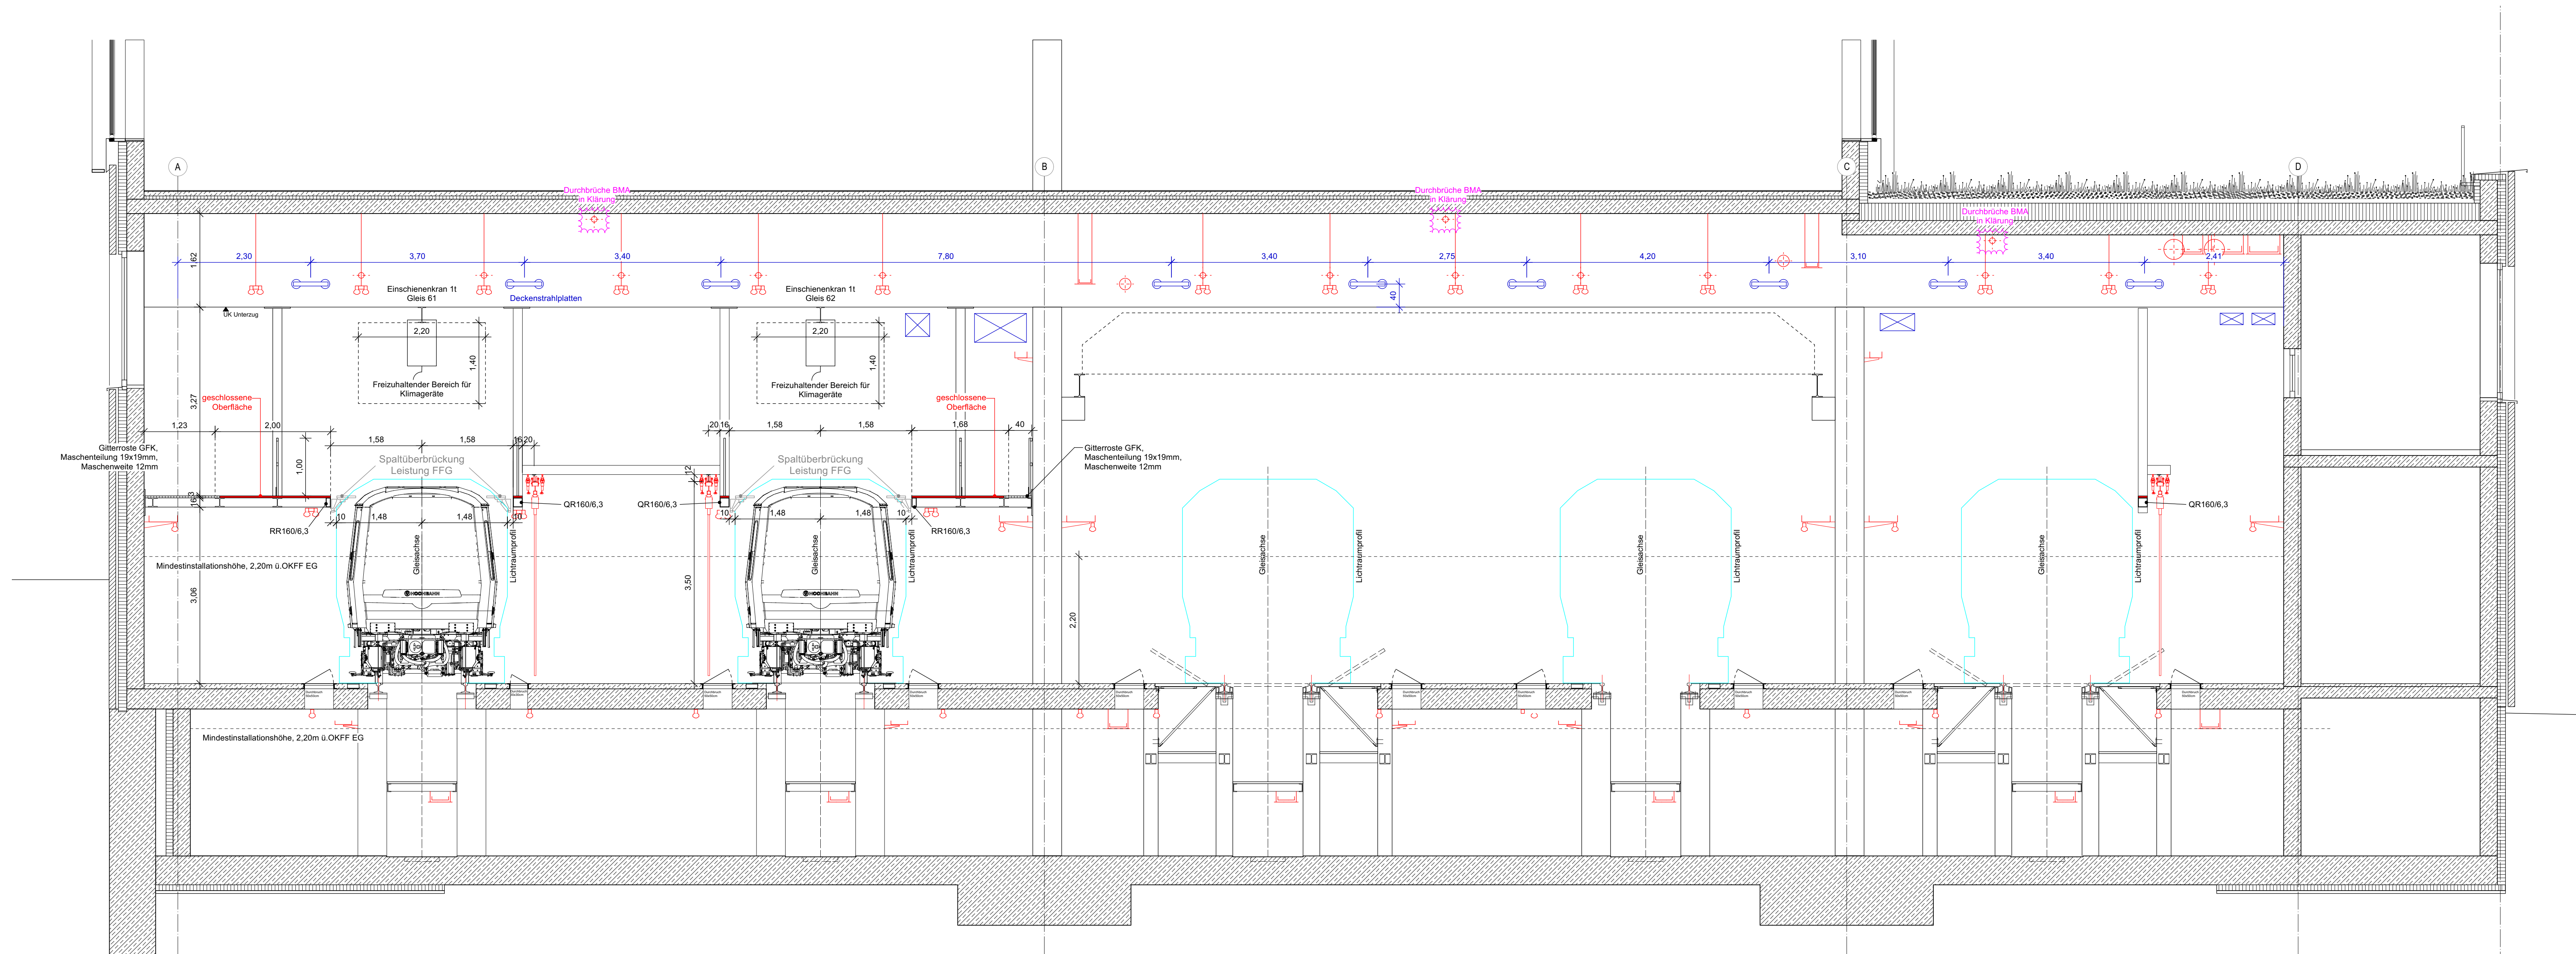 A
B
C
D
Durchbrüche BMA
in Klärung
Durchbrüche BMA
in Klärung
Durchbrüche BMA
in Klärung
2,30
3,70
3,40
7,80
3,40
2,75
4,20
3,10
3,40
2,41
1,62
Einschienenkran 1t
Gleis 61
Deckenstrahlplatten
Einschienenkran 1t
Gleis 62
40
UK Unterzug
2,20
1,40
2,20
1,40
Freizuhaltender Bereich für
Klimageräte
Freizuhaltender Bereich für
Klimageräte
3,27
geschlossene
Oberfläche
geschlossene
Oberfläche
1,23
2,00
1,58
1,58
16
20
20
16
1,58
1,58
1,68
40
Gitterroste GFK,
Maschenteilung 19x19mm,
Maschenweite 12mm
1,00
Spaltüberbrückung
Leistung FFG
12
Spaltüberbrückung
Leistung FFG
Gitterroste GFK,
Maschenteilung 19x19mm,
Maschenweite 12mm
16³
QR160/6,3
QR160/6,3
QR160/6,3
10
1,48
1,48
10
10
1,48
1,48
10
RR160/6,3
RR160/6,3
Gleisachse
Lichtraumprofil
Gleisachse
Lichtraumprofil
Gleisachse
Lichtraumprofil
Gleisachse
Lichtraumprofil
Gleisachse
Lichtraumprofil
Mindestinstallationshöhe, 2,20m ü.OKFF EG
3,06
3,50
2,20
HOCHBAHN
HOCHBAHN
Mindestinstallationshöhe, 2,20m ü.OKFF EG